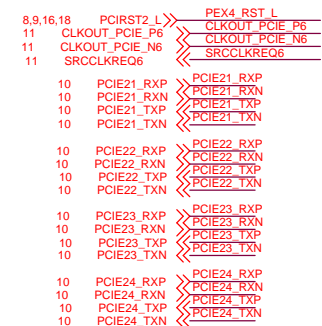 8,9,16,18 PCIRST2_L PEX4_RST_L
11 CLKOUT_PCIE_P6 CLKOUT_PCIE_P6
11 CLKOUT_PCIE_N6 CLKOUT_PCIE_N6
11 SRCCLKREQ6 SRCCLKREQ6
10 PCIE21_RXP PCIE21_RXP
10 PCIE21_RXN PCIE21_RXN
10 PCIE21_TXP PCIE21_TXP
10 PCIE21_TXN PCIE21_TXN
10 PCIE22_RXP PCIE22_RXP
10 PCIE22_RXN PCIE22_RXN
10 PCIE22_TXP PCIE22_TXP
10 PCIE22_TXN PCIE22_TXN
10 PCIE23_RXP PCIE23_RXP
10 PCIE23_RXN PCIE23_RXN
10 PCIE23_TXP PCIE23_TXP
10 PCIE23_TXN PCIE23_TXN
10 PCIE24_RXP PCIE24_RXP
10 PCIE24_RXN PCIE24_RXN
10 PCIE24_TXP PCIE24_TXP
10 PCIE24_TXN PCIE24_TXN